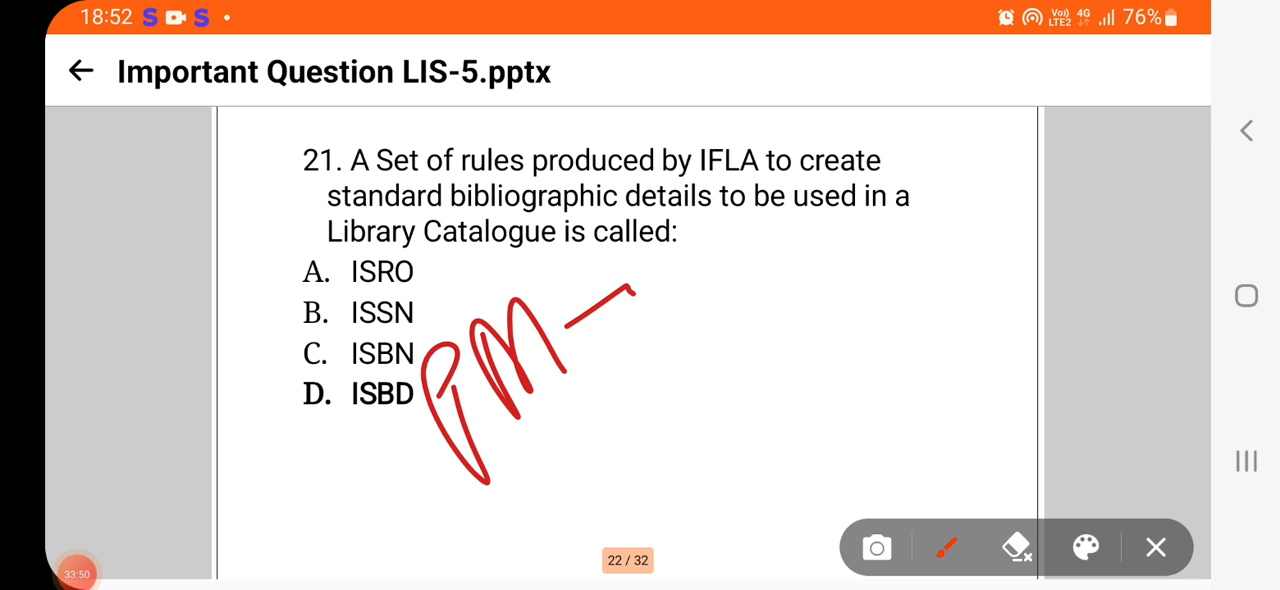 18:52 S S
Vo) 4G LTE2 76%
Important Question LIS-5.pptx
21. A Set of rules produced by IFLA to create
standard bibliographic details to be used in a
Library Catalogue is called:
A. ISRO
B. ISSN
C. ISBN
D. ISBD
22 / 32
33:50